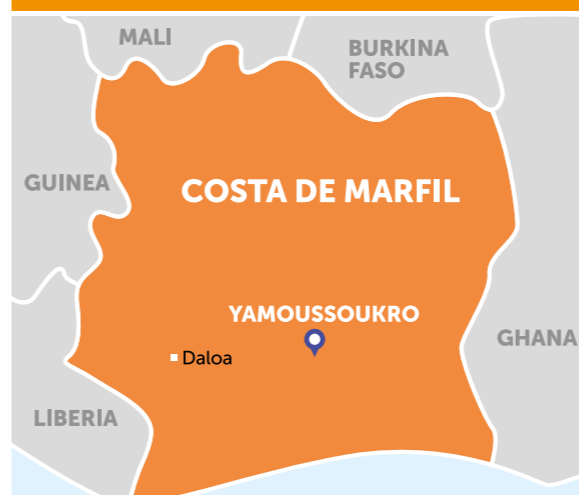 MALI
BURKINA
FASO
GUINEA
COSTA DE MARFIL
YAMOUSSOUKRO
GHANA
Daloa
LIBERIA